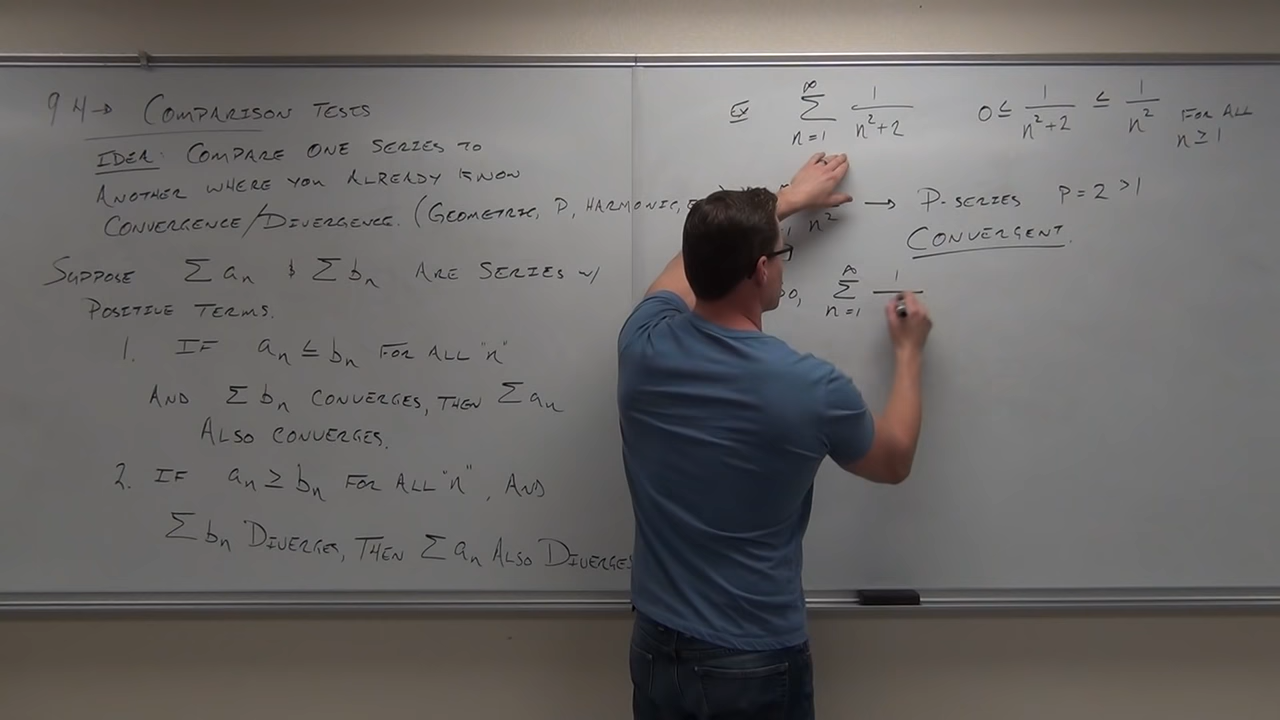 9.4→ COMPARISON TESTS
IDEA: COMPARE ONE SERIES TO
ANOTHER WHERE YOU ALREADY KNOW
CONVERGENCE/DIVERGENCE. (GEOMETRIC, P, HARMONIC,
SUPPOSE Σ aₙ & Σ bₙ ARE SERIES w/
POSITIVE TERMS.
1. IF aₙ ≤ bₙ FOR ALL "n"
AND Σ bₙ CONVERGES, THEN Σ aₙ
ALSO CONVERGES.
2. IF aₙ ≥ bₙ FOR ALL "n", AND
Σ bₙ DIVERGES, THEN Σ aₙ ALSO DIVERGES
Ex ∞ Σ n=1 1/(n²+2) 0 ≤ 1/(n²+2) ≤ 1/n² FOR ALL n ≥ 1
n² → P-SERIES P = 2 > 1
CONVERGENT.
∞ Σ n=1 1